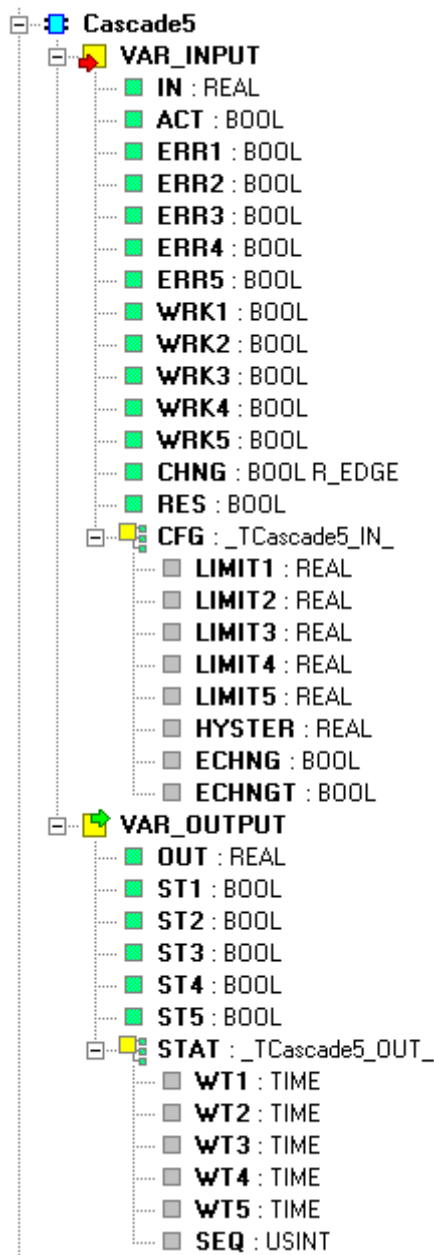 Cascade5
VAR_INPUT
IN : REAL
ACT : BOOL
ERR1 : BOOL
ERR2 : BOOL
ERR3 : BOOL
ERR4 : BOOL
ERR5 : BOOL
WRK1 : BOOL
WRK2 : BOOL
WRK3 : BOOL
WRK4 : BOOL
WRK5 : BOOL
CHNG : BOOL R_EDGE
RES : BOOL
CFG : _TCascade5_IN_
LIMIT1 : REAL
LIMIT2 : REAL
LIMIT3 : REAL
LIMIT4 : REAL
LIMIT5 : REAL
HYSTER : REAL
ECHNG : BOOL
ECHNGT : BOOL
VAR_OUTPUT
OUT : REAL
ST1 : BOOL
ST2 : BOOL
ST3 : BOOL
ST4 : BOOL
ST5 : BOOL
STAT : _TCascade5_OUT_
WT1 : TIME
WT2 : TIME
WT3 : TIME
WT4 : TIME
WT5 : TIME
SEQ : USINT